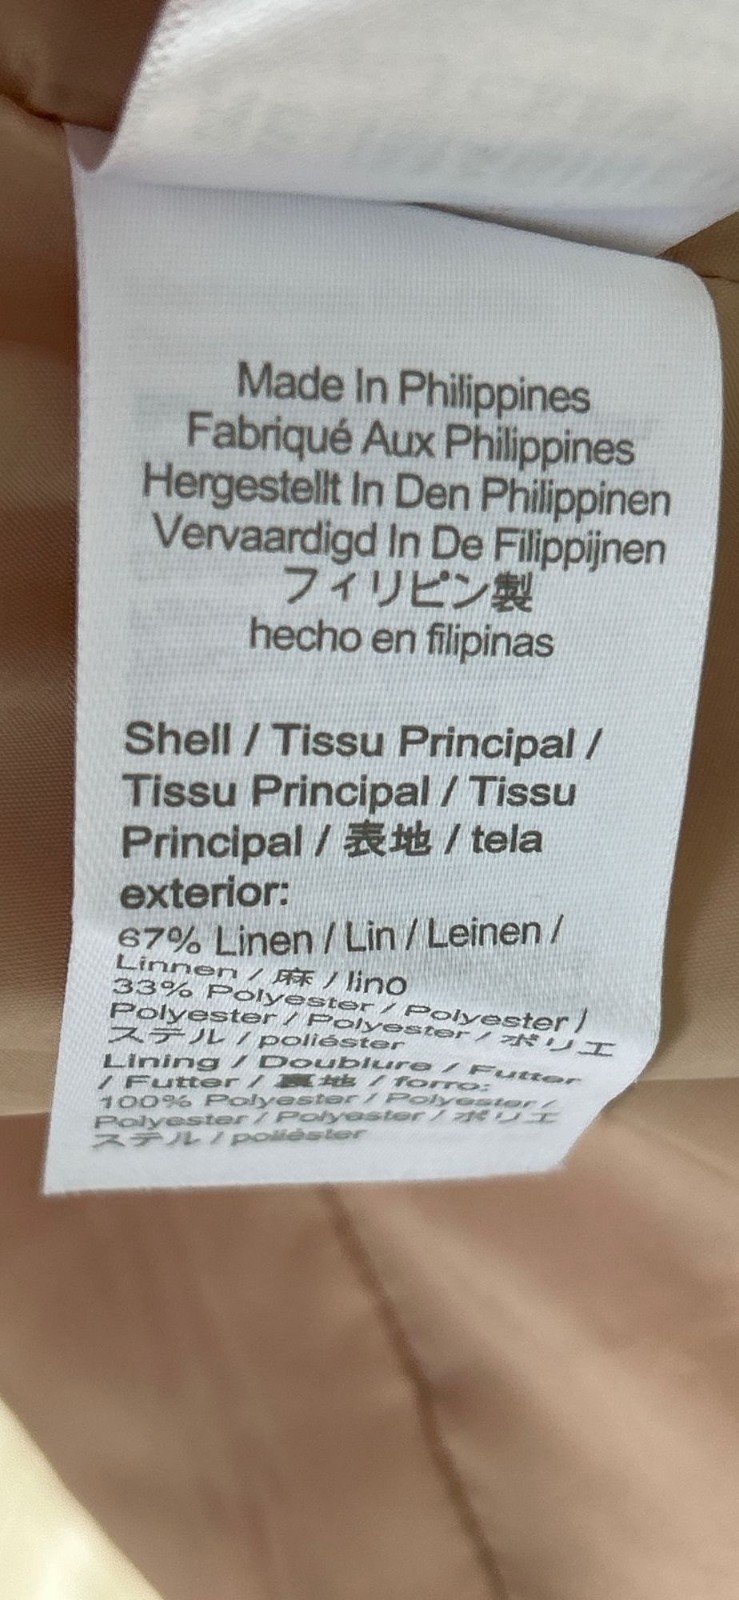 Made In Philippines
Fabriqué Aux Philippines
Hergestellt In Den Philippinen
Vervaardigd In De Filippijnen
フィリピン製
hecho en filipinas
Shell / Tissu Principal /
Tissu Principal / Tissu
Principal / 表地 / tela
exterior:
67% Linen / Lin / Leinen /
Linnen / 麻 / lino
33% Polyester / Polyester /
Polyester / Polyester / ポリエ
ステル / poliéster
Lining / Doublure / Futter
/ Futter / 裏地 / forro:
100% Polyester / Polyester /
Polyester / Polyester / ポリエ
ステル / poliéster